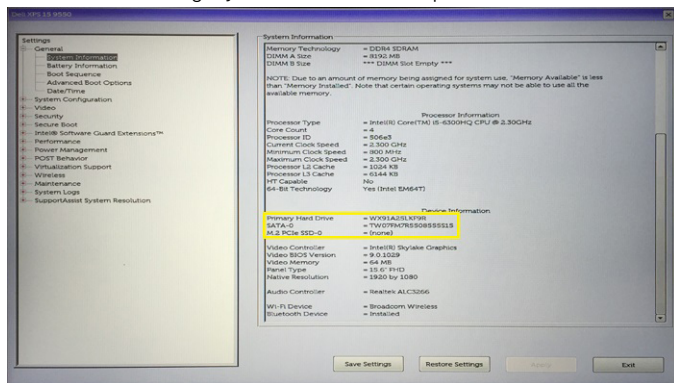 Dell XPS 15 9550
Settings
General
System Information
Battery Information
Boot Sequence
Advanced Boot Options
Date/Time
System Configuration
Video
Security
Secure Boot
Intel® Software Guard Extensions™
Performance
Power Management
POST Behavior
Virtualization Support
Wireless
Maintenance
System Logs
SupportAssist System Resolution
System Information
Memory Technology = DDR4 SDRAM
DIMM A Size = 8192 MB
DIMM B Size *** DIMM Slot Empty ***
NOTE: Due to an amount of memory being assigned for system use, "Memory Available" is less
than "Memory Installed". Note that certain operating systems may not be able to use all the
available memory.
Processor Information
Processor Type = Intel(R) Core(TM) i5-6300HQ CPU @ 2.30GHz
Core Count = 4
Processor ID = 506e3
Current Clock Speed = 2.300 GHz
Minimum Clock Speed = 800 MHz
Maximum Clock Speed = 2.300 GHz
Processor L2 Cache = 1024 KB
Processor L3 Cache = 6144 KB
HT Capable No
64-Bit Technology Yes (Intel EM64T)
Device Information
Primary Hard Drive
SATA-0
M.2 PCIe SSD-0 = (none)
Video Controller = Intel(R) Skylake Graphics
Video BIOS Version = 9.0.1029
Video Memory = 64 MB
Panel Type = 15.6" FHD
Native Resolution = 1920 by 1080
Audio Controller = Realtek ALC3266
Wi-Fi Device = Broadcom Wireless
Bluetooth Device = Installed
Save Settings
Restore Settings
Apply
Exit